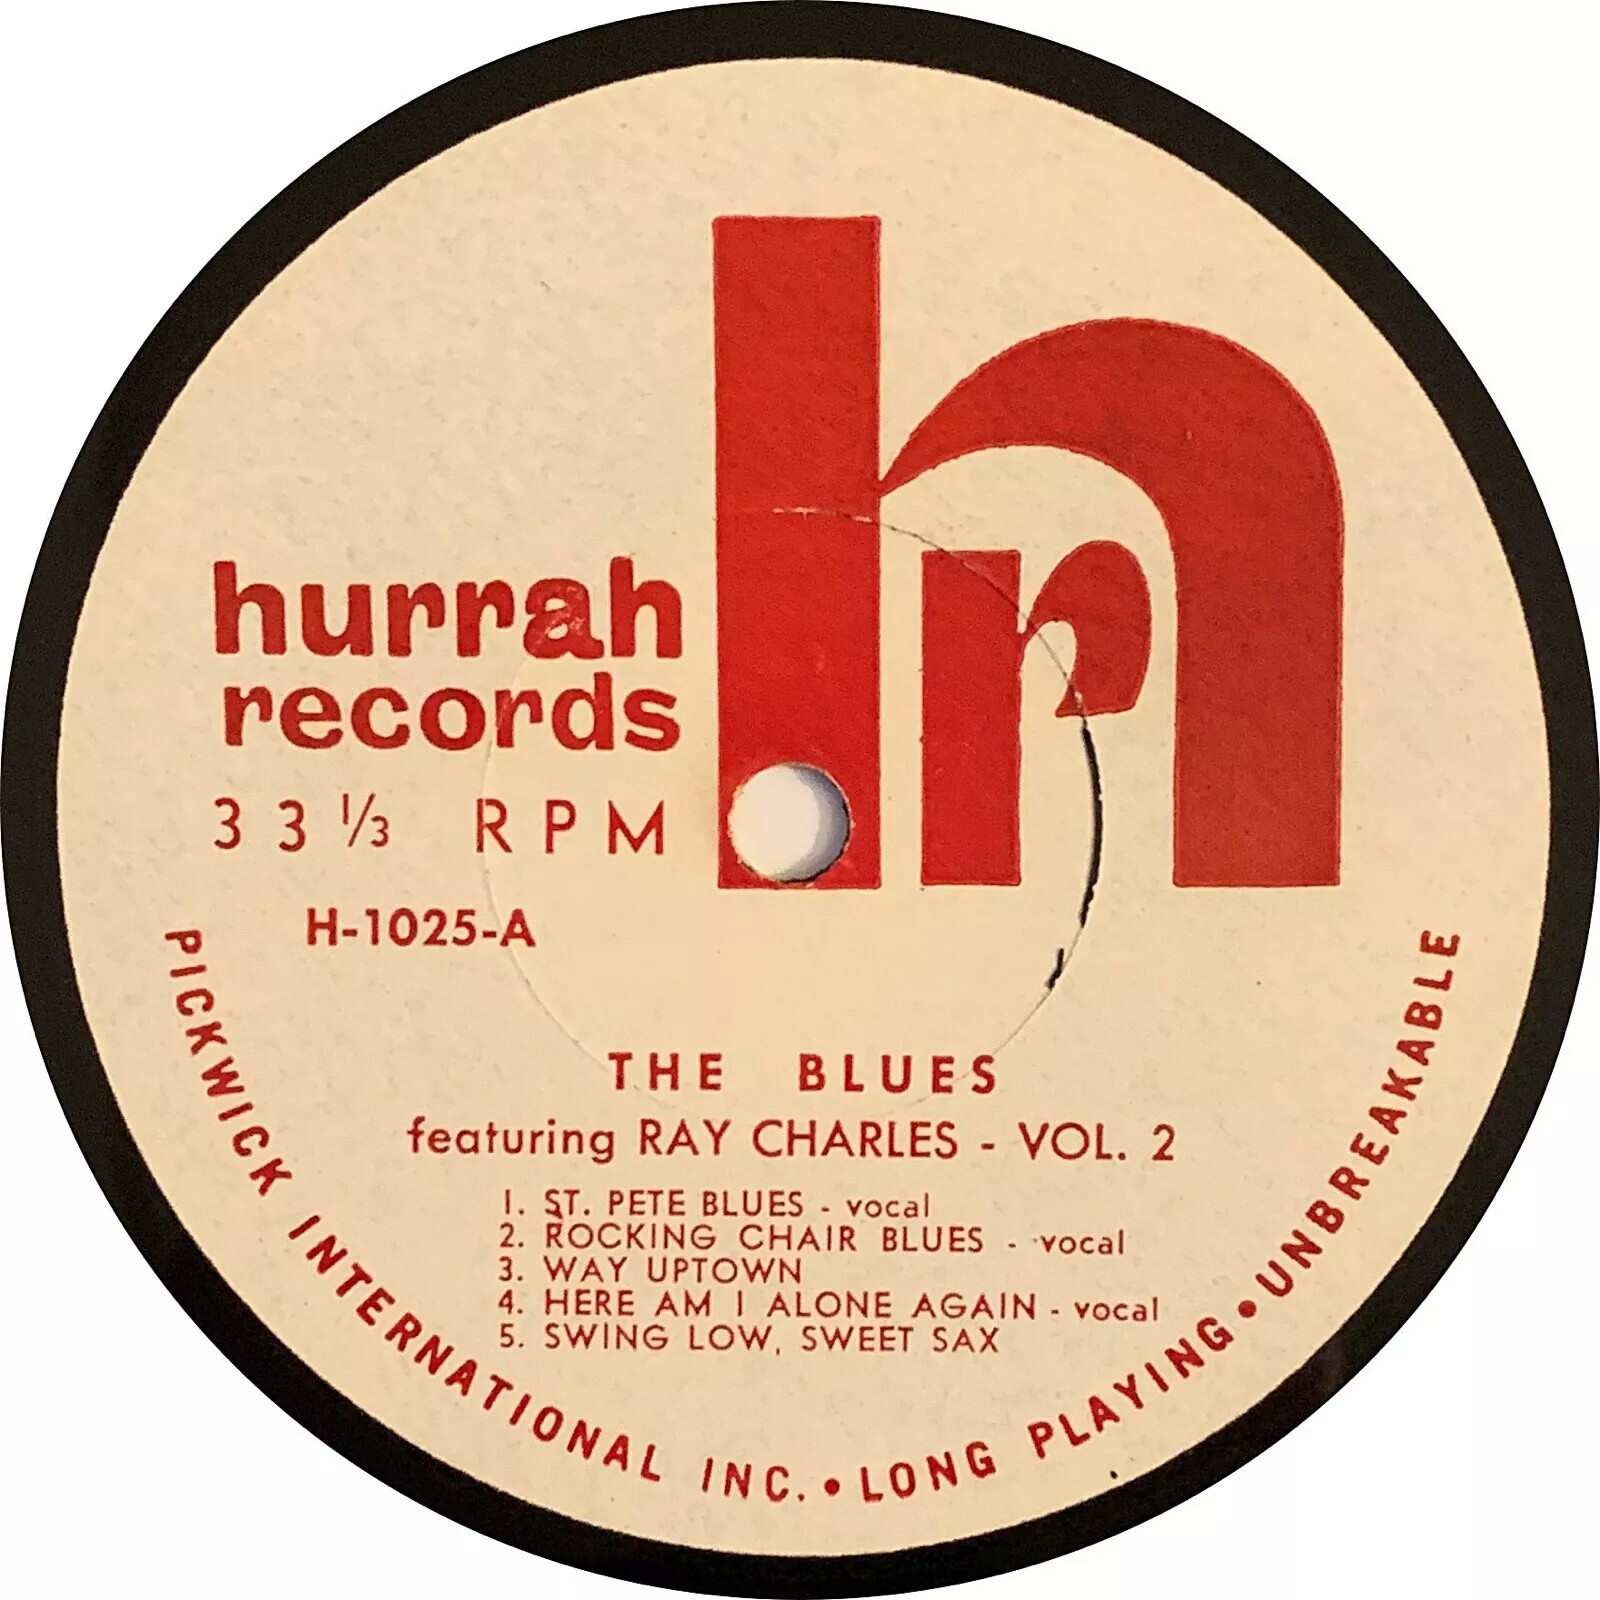 hr
hurrah
records
33 1/3 RPM
H-1025-A
THE BLUES
featuring RAY CHARLES - VOL. 2
1. ST. PETE BLUES - vocal
2. ROCKING CHAIR BLUES - vocal
3. WAY UPTOWN
4. HERE AM I ALONE AGAIN - vocal
5. SWING LOW, SWEET SAX
PICKWICK INTERNATIONAL INC. • LONG PLAYING • UNBREAKABLE